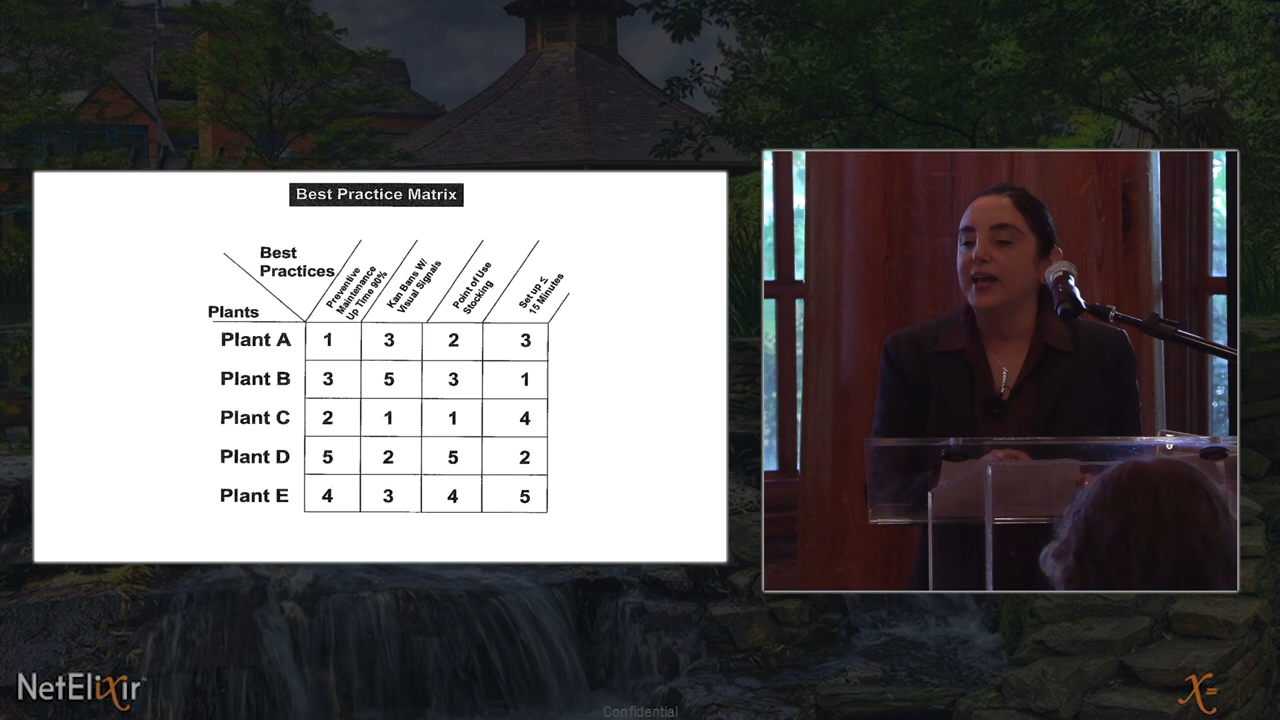 Best Practice Matrix
Best
Practices
Preventive
Maintenance
Up Time 90%
Kan Bans W/
Visual Signals
Point of Use
Stocking
Set up ≤
15 Minutes
Plants
Plant A 1 3 2 3
Plant B 3 5 3 1
Plant C 2 1 1 4
Plant D 5 2 5 2
Plant E 4 3 4 5
NetElixir™
X=
Confidential